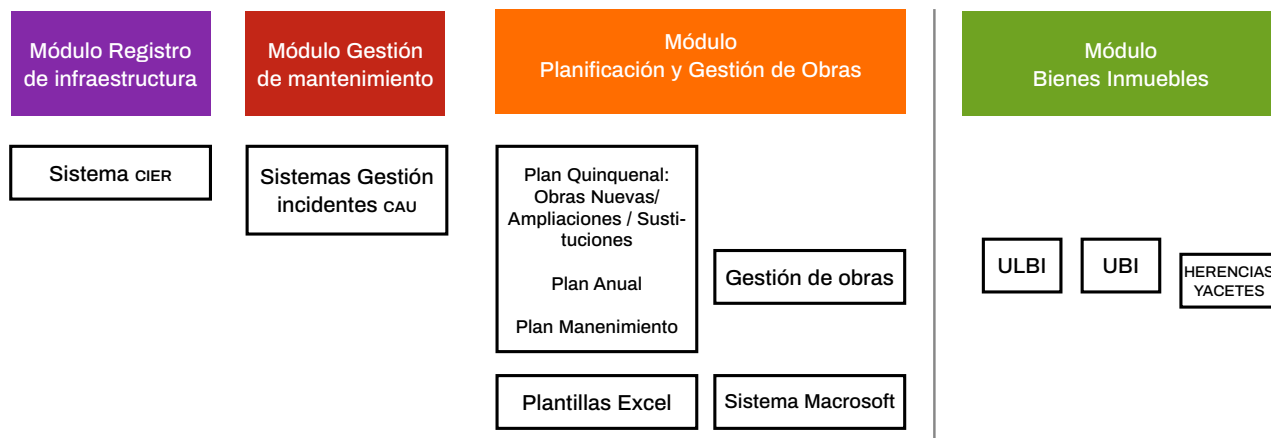 Módulo Registro
de infraestructura
Módulo Gestión
de mantenimiento
Módulo
Planificación y Gestión de Obras
Módulo
Bienes Inmuebles
Sistema CIER
Sistemas Gestión
incidentes CAU
Plan Quinquenal:
Obras Nuevas/
Ampliaciones / Susti-
tuciones
Plan Anual
Plan Manenimiento
Gestión de obras
ULBI
UBI
HERENCIAS
YACETES
Plantillas Excel
Sistema Macrosoft